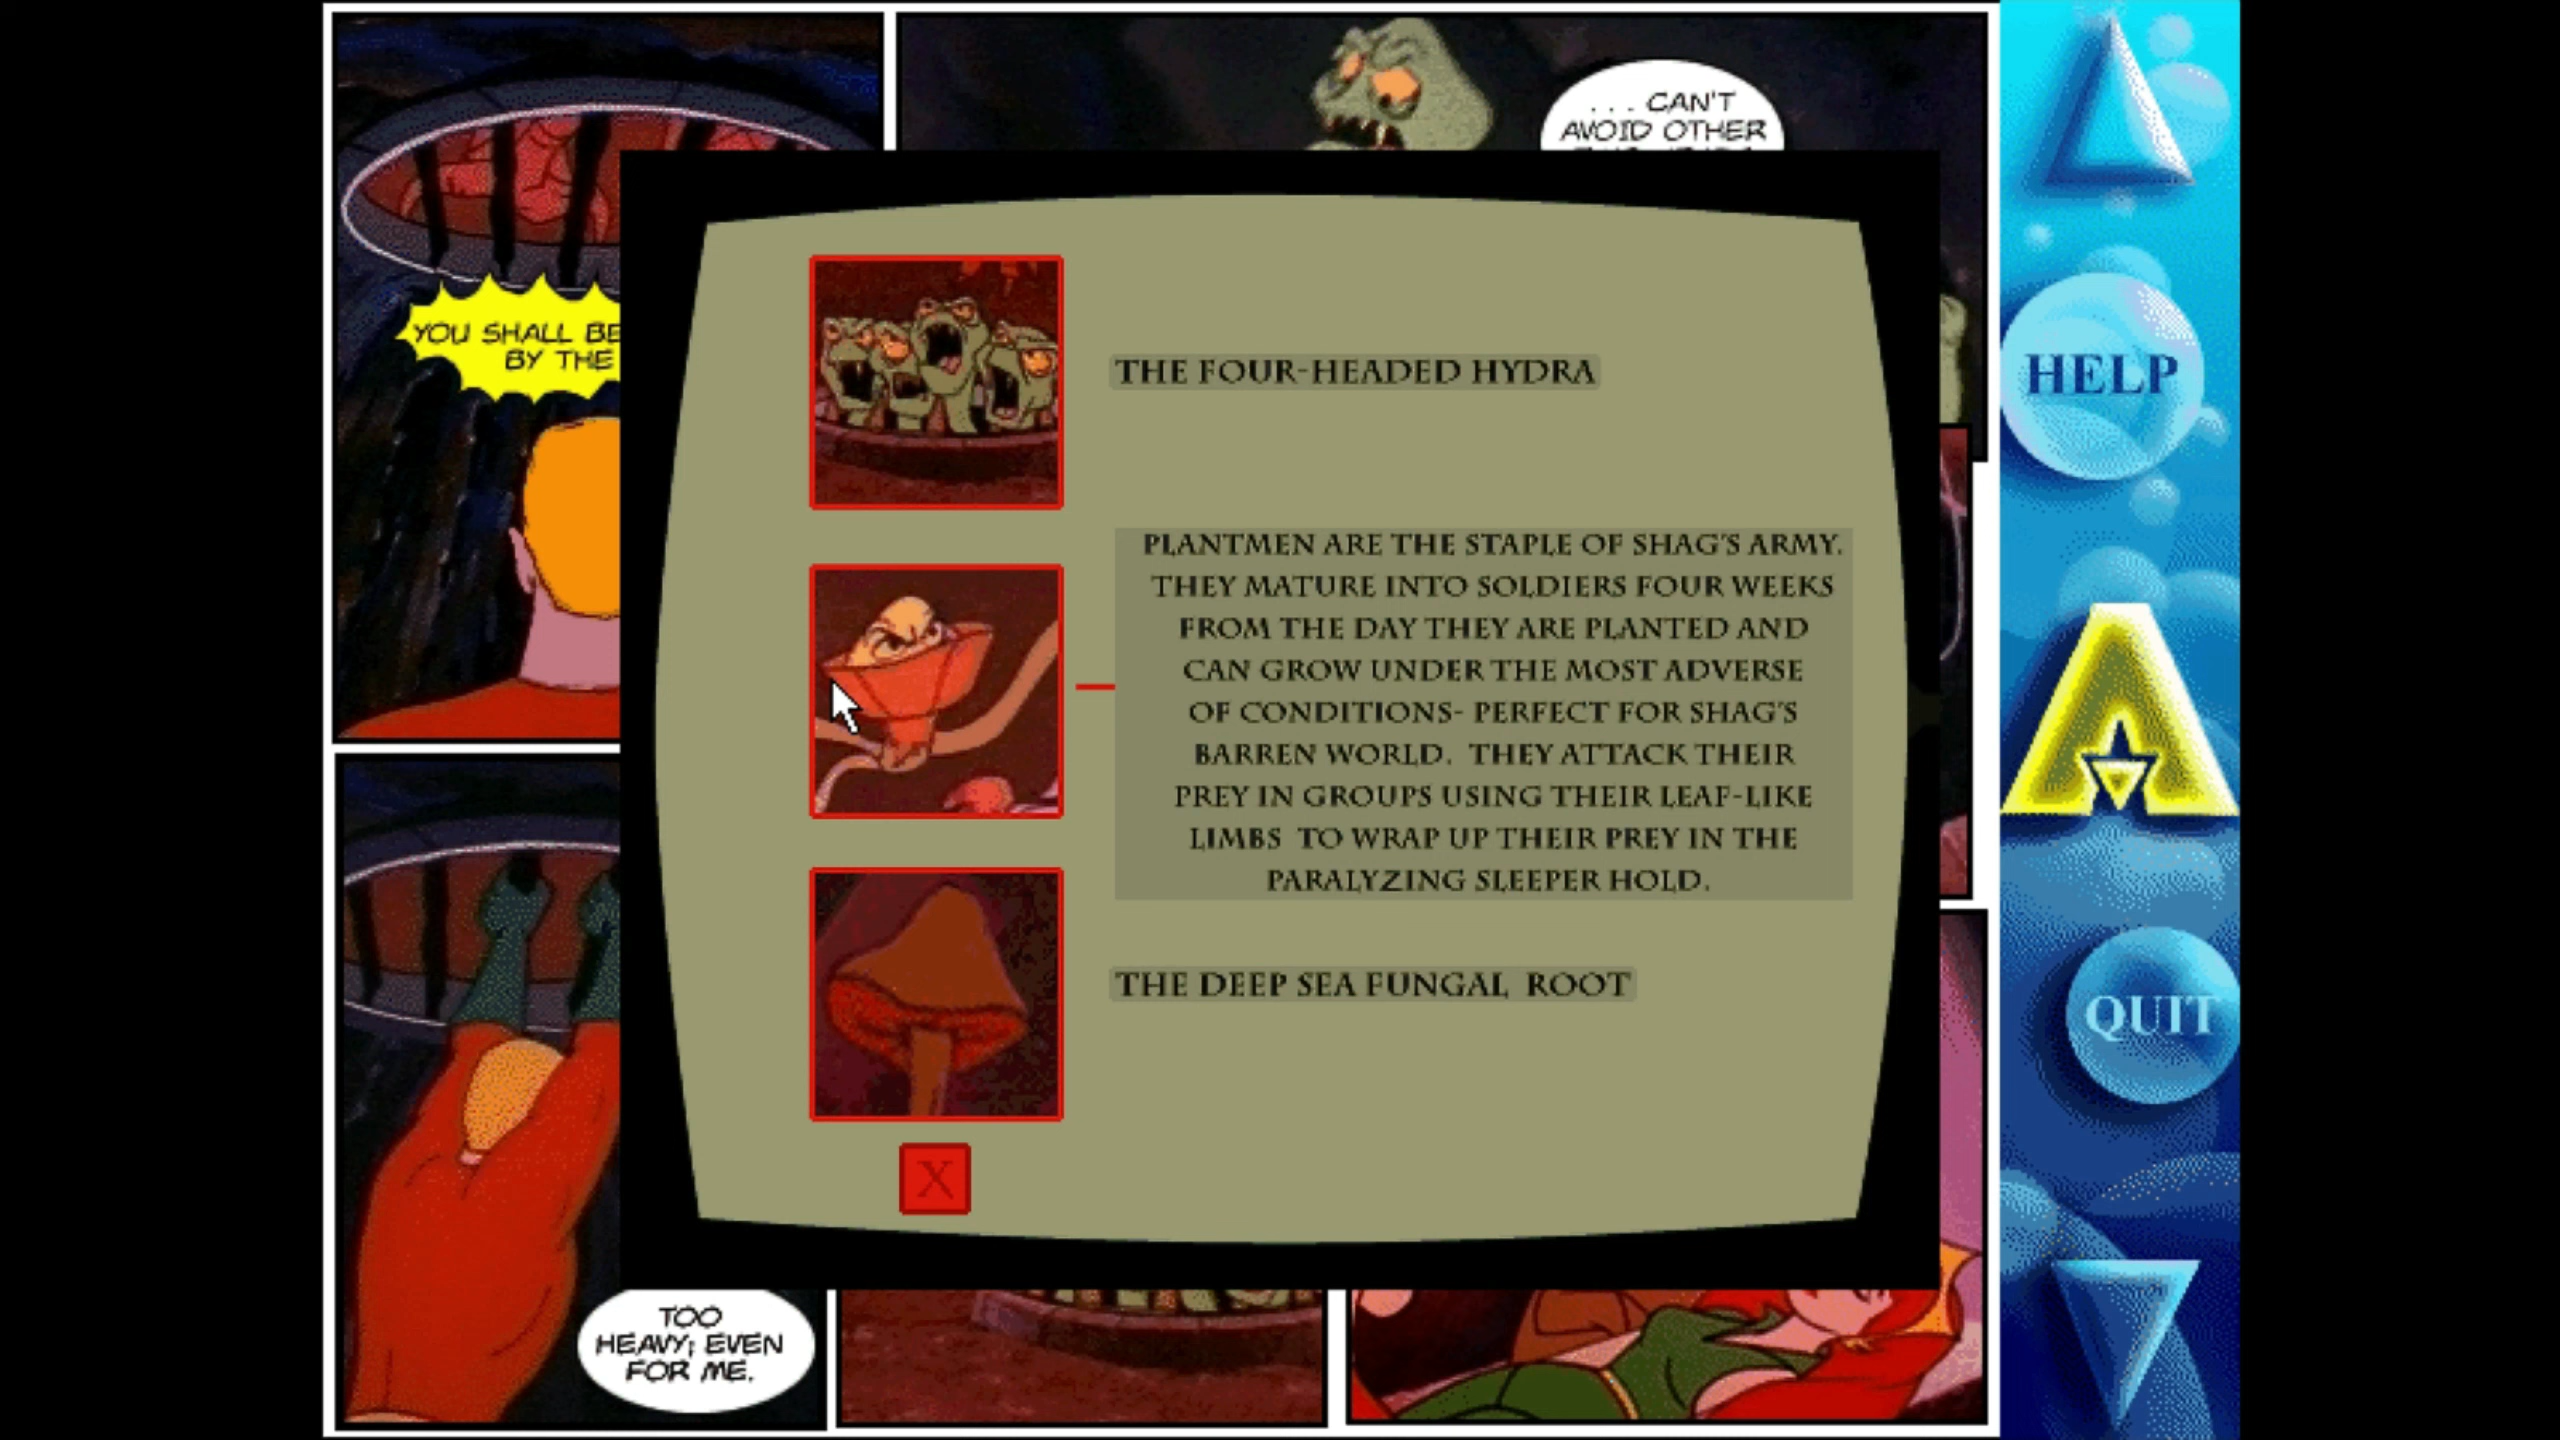 . . . CAN'T
AVOID OTHER
YOU SHALL BE
BY THE
HELP
THE FOUR-HEADED HYDRA
PLANTMEN ARE THE STAPLE OF SHAG'S ARMY.
THEY MATURE INTO SOLDIERS FOUR WEEKS
FROM THE DAY THEY ARE PLANTED AND
CAN GROW UNDER THE MOST ADVERSE
OF CONDITIONS- PERFECT FOR SHAG'S
BARREN WORLD. THEY ATTACK THEIR
PREY IN GROUPS USING THEIR LEAF-LIKE
LIMBS TO WRAP UP THEIR PREY IN THE
PARALYZING SLEEPER HOLD.
A
THE DEEP SEA FUNGAL ROOT
QUIT
X
TOO
HEAVY; EVEN
FOR ME.